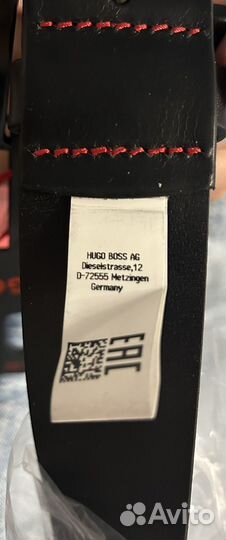 HUGO BOSS AG
Dieselstrasse,12
D-72555 Metzingen
Germany
EAC
Avito